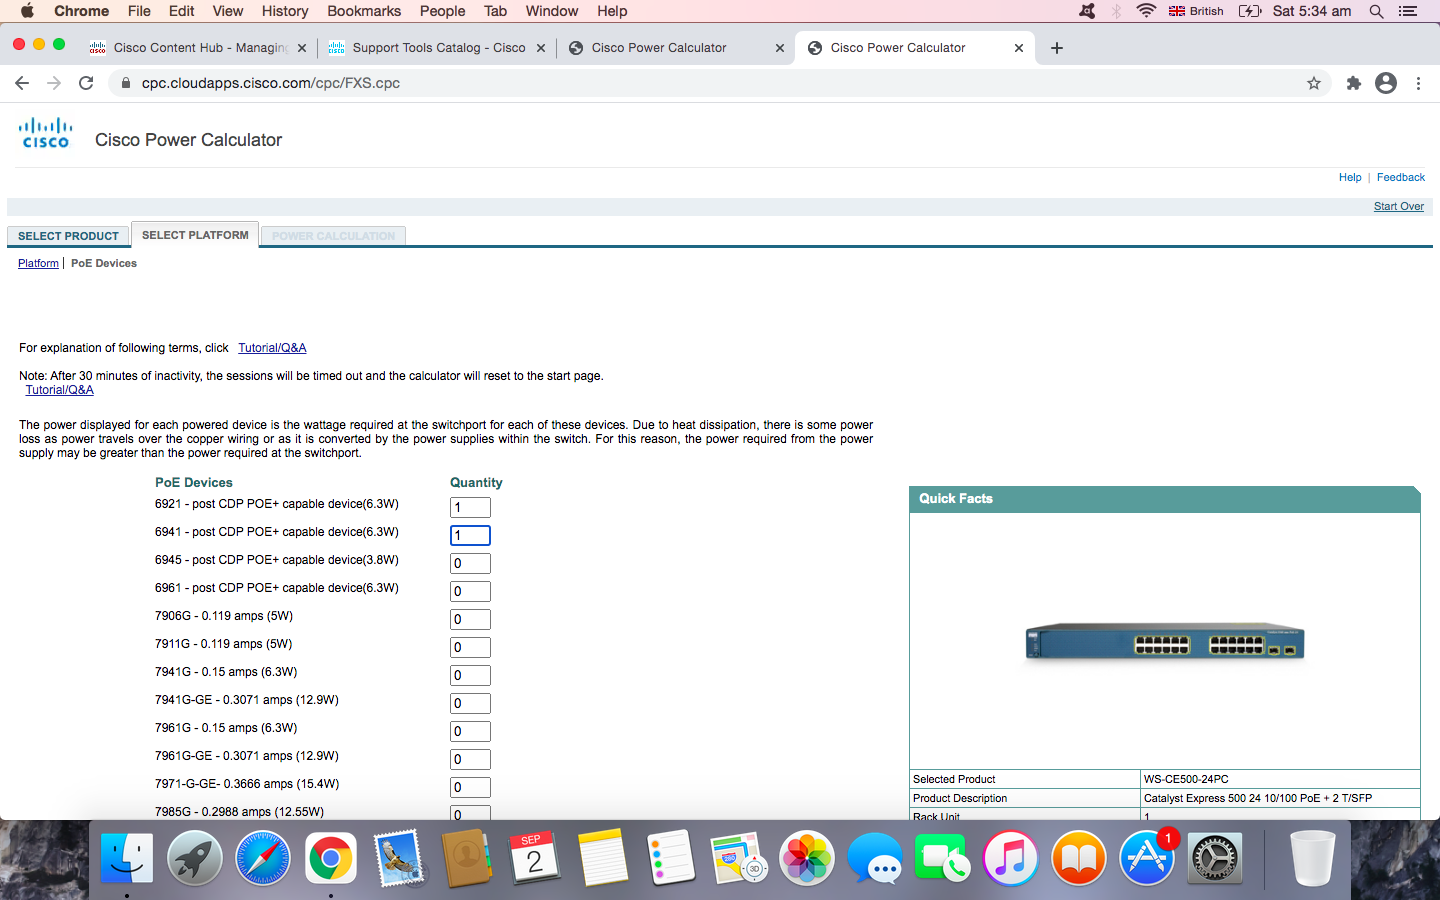 Chrome File Edit View History Bookmarks People Tab Window Help British Sat 5:34 am
Cisco Content Hub - Managing Support Tools Catalog - Cisco Cisco Power Calculator Cisco Power Calculator
cpc.cloudapps.cisco.com/cpc/FXS.cpc
CISCO Cisco Power Calculator
Help | Feedback
Start Over
SELECT PRODUCT SELECT PLATFORM POWER CALCULATION
Platform | PoE Devices
For explanation of following terms, click Tutorial/Q&A
Note: After 30 minutes of inactivity, the sessions will be timed out and the calculator will reset to the start page.
Tutorial/Q&A
The power displayed for each powered device is the wattage required at the switchport for each of these devices. Due to heat dissipation, there is some power
loss as power travels over the copper wiring or as it is converted by the power supplies within the switch. For this reason, the power required from the power
supply may be greater than the power required at the switchport.
PoE Devices Quantity
6921 - post CDP POE+ capable device(6.3W) 1
6941 - post CDP POE+ capable device(6.3W) 1
6945 - post CDP POE+ capable device(3.8W) 0
6961 - post CDP POE+ capable device(6.3W) 0
7906G - 0.119 amps (5W) 0
7911G - 0.119 amps (5W) 0
7941G - 0.15 amps (6.3W) 0
7941G-GE - 0.3071 amps (12.9W) 0
7961G - 0.15 amps (6.3W) 0
7961G-GE - 0.3071 amps (12.9W) 0
7971-G-GE- 0.3666 amps (15.4W) 0
7985G - 0.2988 amps (12.55W) 0
Quick Facts
Selected Product WS-CE500-24PC
Product Description Catalyst Express 500 24 10/100 PoE + 2 T/SFP
Rack Unit 1
SEP
2
280
3D
1